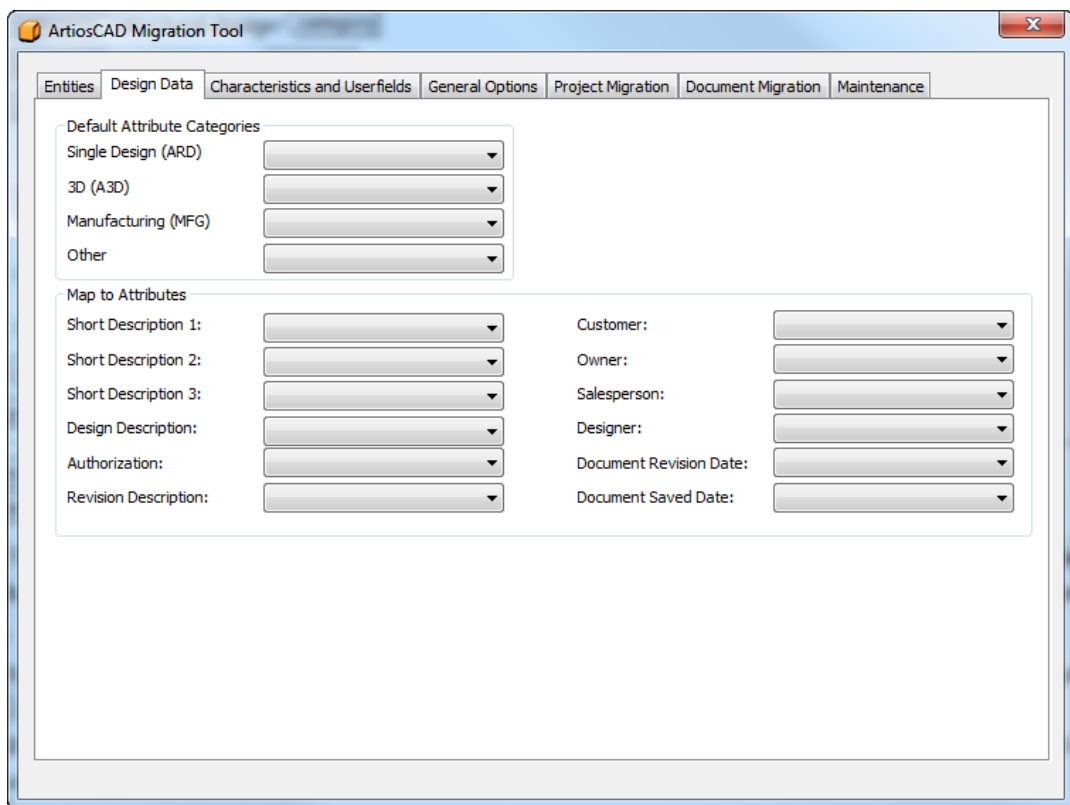 ArtiosCAD Migration Tool
Entities Design Data Characteristics and Userfields General Options Project Migration Document Migration Maintenance
Default Attribute Categories
Single Design (ARD)
3D (A3D)
Manufacturing (MFG)
Other
Map to Attributes
Short Description 1: Customer:
Short Description 2: Owner:
Short Description 3: Salesperson:
Design Description: Designer:
Authorization: Document Revision Date:
Revision Description: Document Saved Date: